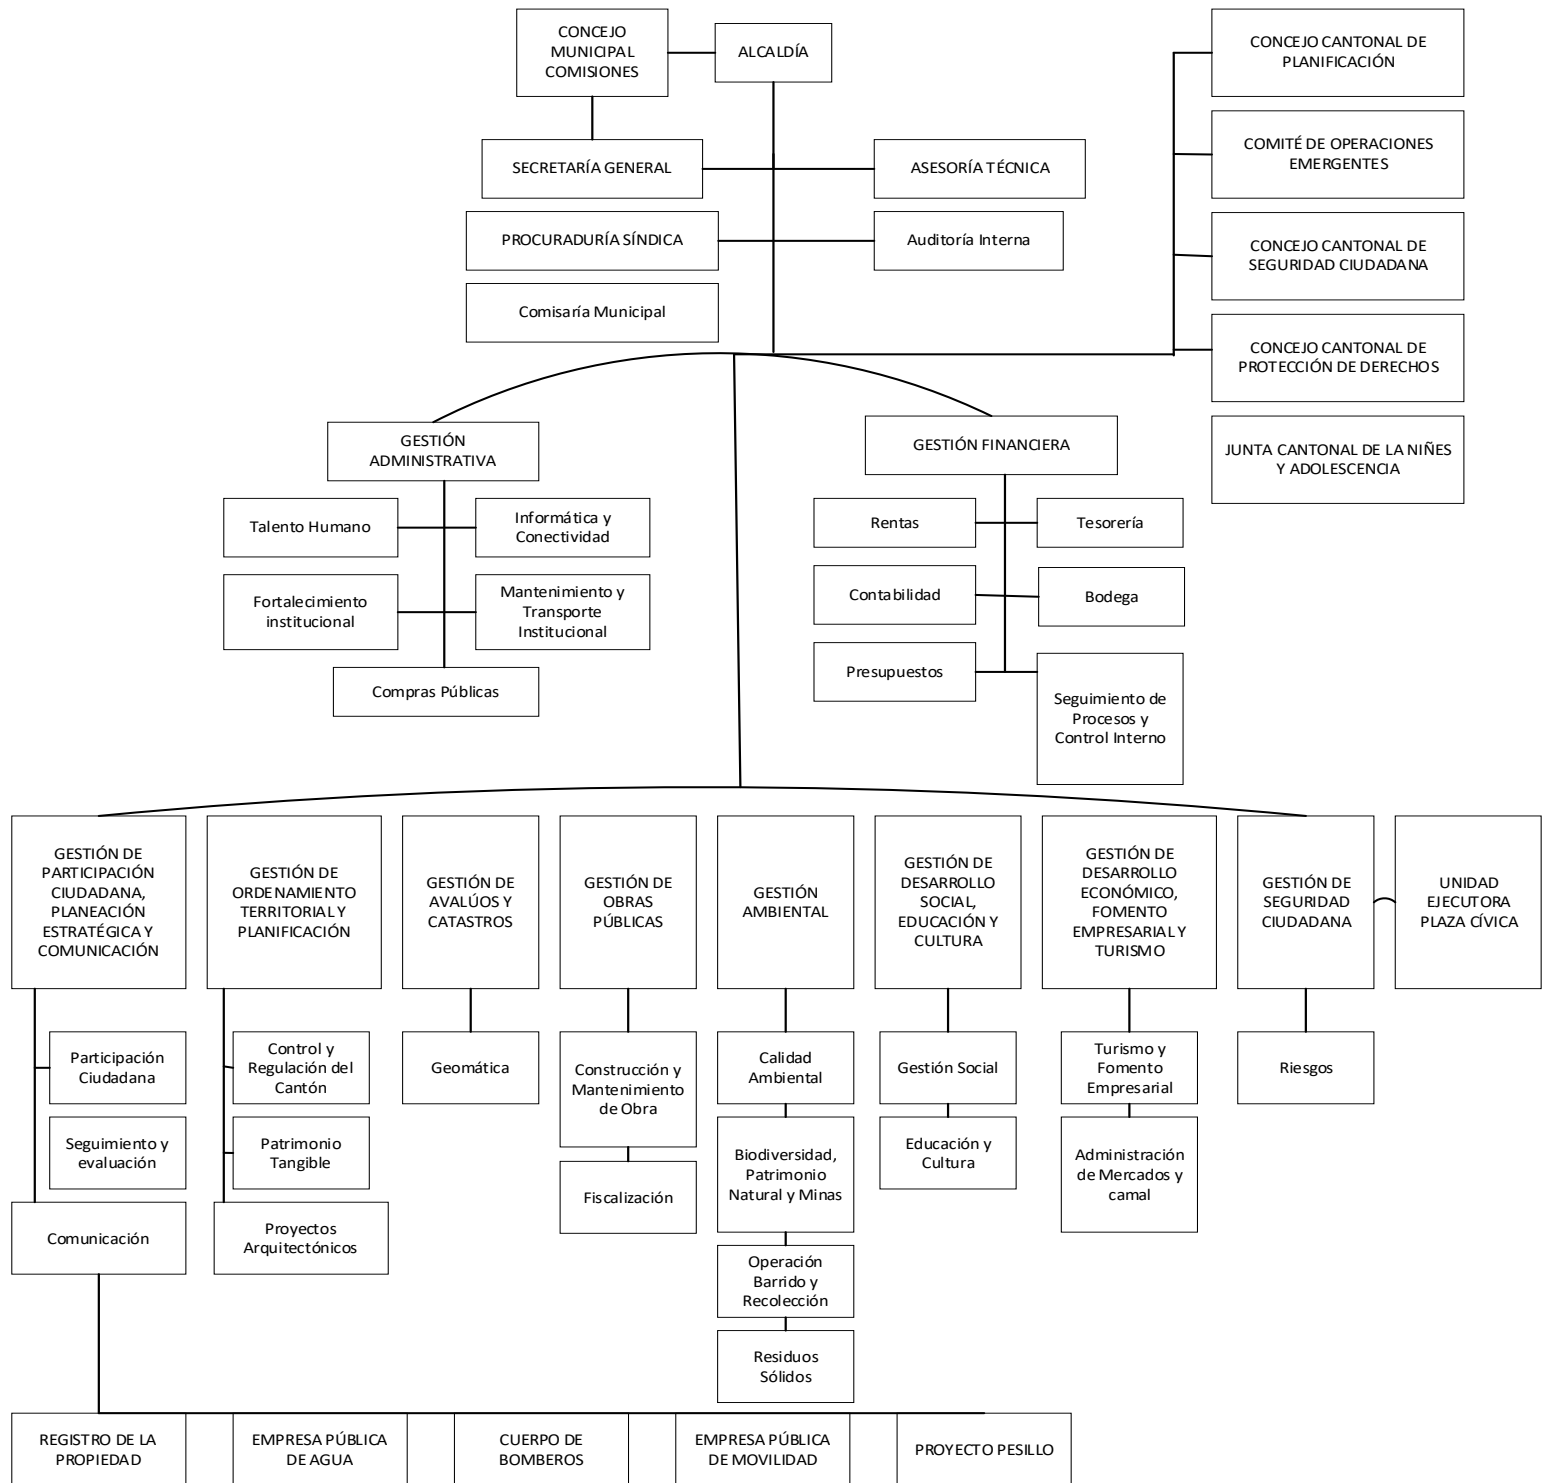 CONCEJO
MUNICIPAL
COMISIONES
ALCALDÍA
CONCEJO CANTONAL DE
PLANIFICACIÓN
COMITÉ DE OPERACIONES
EMERGENTES
SECRETARÍA GENERAL
ASESORÍA TÉCNICA
PROCURADURÍA SÍNDICA
Auditoría Interna
CONCEJO CANTONAL DE
SEGURIDAD CIUDADANA
Comisaría Municipal
CONCEJO CANTONAL DE
PROTECCIÓN DE DERECHOS
JUNTA CANTONAL DE LA NIÑES
Y ADOLESCENCIA
GESTIÓN
ADMINISTRATIVA
GESTIÓN FINANCIERA
Talento Humano
Informática y
Conectividad
Fortalecimiento
institucional
Mantenimiento y
Transporte
Institucional
Compras Públicas
Rentas
Tesorería
Contabilidad
Bodega
Presupuestos
Seguimiento de
Procesos y
Control Interno
GESTIÓN DE
PARTICIPACIÓN
CIUDADANA,
PLANEACIÓN
ESTRATÉGICA Y
COMUNICACIÓN
GESTIÓN DE
ORDENAMIENTO
TERRITORIAL Y
PLANIFICACIÓN
GESTIÓN DE
AVALÚOS Y
CATASTROS
GESTIÓN DE
OBRAS
PÚBLICAS
GESTIÓN
AMBIENTAL
GESTIÓN DE
DESARROLLO
SOCIAL,
EDUCACIÓN Y
CULTURA
GESTIÓN DE
DESARROLLO
ECONÓMICO,
FOMENTO
EMPRESARIAL Y
TURISMO
GESTIÓN DE
SEGURIDAD
CIUDADANA
UNIDAD
EJECUTORA
PLAZA CÍVICA
Participación
Ciudadana
Seguimiento y
evaluación
Comunicación
Control y
Regulación del
Cantón
Patrimonio
Tangible
Proyectos
Arquitectónicos
Geomática
Construcción y
Mantenimiento
de Obra
Fiscalización
Calidad
Ambiental
Biodiversidad,
Patrimonio
Natural y Minas
Operación
Barrido y
Recolección
Residuos
Sólidos
Gestión Social
Educación y
Cultura
Turismo y
Fomento
Empresarial
Administración
de Mercados y
camal
Riesgos
REGISTRO DE LA
PROPIEDAD
EMPRESA PÚBLICA
DE AGUA
CUERPO DE
BOMBEROS
EMPRESA PÚBLICA
DE MOVILIDAD
PROYECTO PESILLO